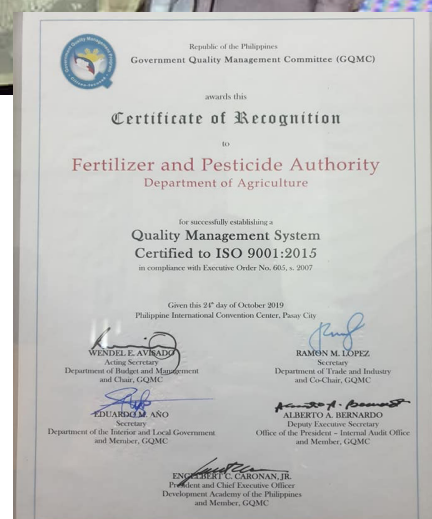 Republic of the Philippines
Government Quality Management Committee (GQMC)
awards this
Certificate of Recognition
to
Fertilizer and Pesticide Authority
Department of Agriculture
for successfully establishing a
Quality Management System
Certified to ISO 9001:2015
in compliance with Executive Order No. 605, s. 2007
Given this 24th day of October 2019
Philippine International Convention Center, Pasay City
WENDEL E. AVISADO
Acting Secretary
Department of Budget and Management
and Chair, GQMC
RAMON M. LOPEZ
Secretary
Department of Trade and Industry
and Co-Chair, GQMC
EDUARDO M. AÑO
Secretary
Department of the Interior and Local Government
and Member, GQMC
ALBERTO A. BERNARDO
Deputy Executive Secretary
Office of the President – Internal Audit Office
and Member, GQMC
ENGELBERT C. CARONAN, JR.
President and Chief Executive Officer
Development Academy of the Philippines
and Member, GQMC